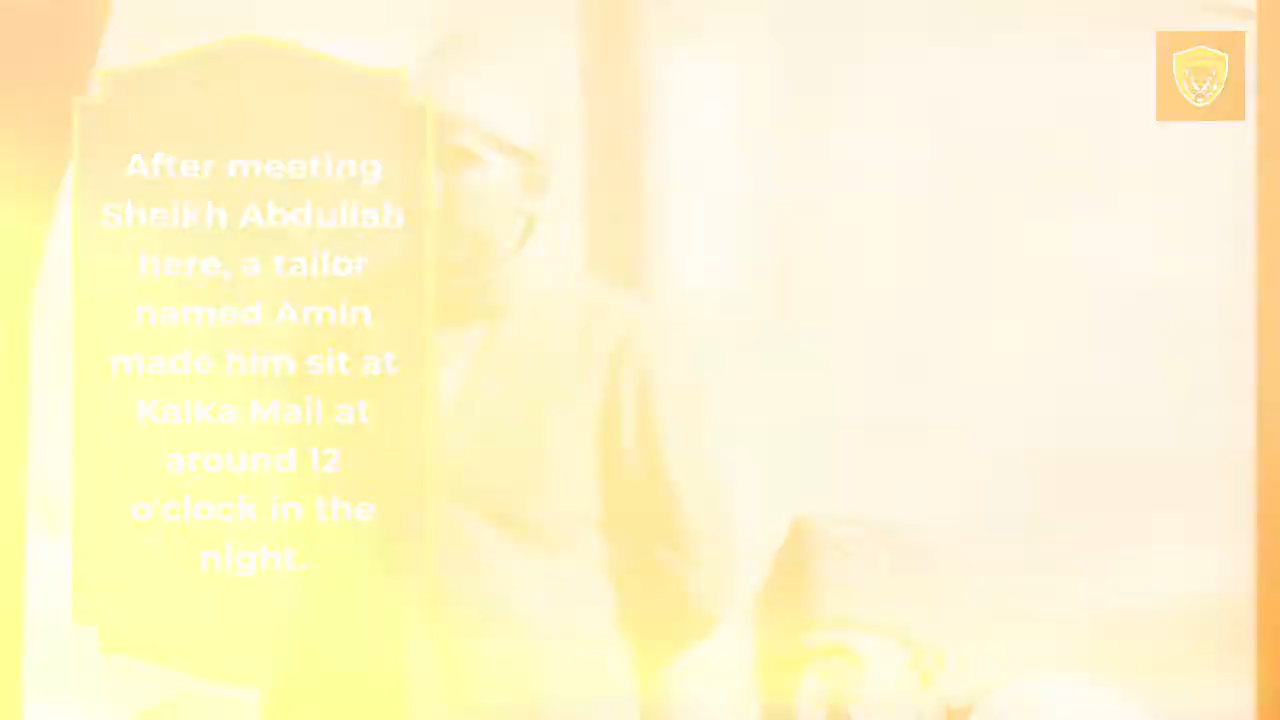 After meeting
Sheikh Abdullah
here, a tailor
named Amin
made him sit at
Kalka Mail at
around 12
o'clock in the
night.